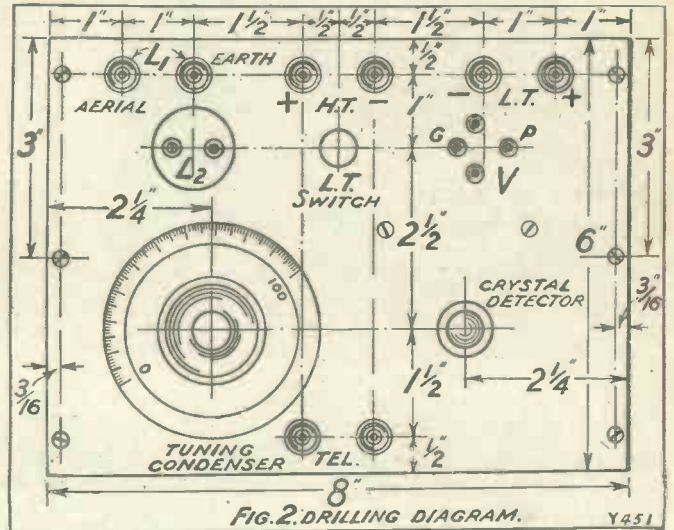 1" 1" 1½" ½" ½" 1½" 1" 1"
L1 EARTH
AERIAL
+ H.T. - - L.T. +
½"
1"
3" 3"
L2
L.T.
SWITCH
G P
V
2¼" 2½" 6"
CRYSTAL
DETECTOR
100
0
3/16" 3/16"
1½" 2¼"
TUNING
CONDENSER
TEL.
½"
8"
FIG.2. DRILLING DIAGRAM. Y451